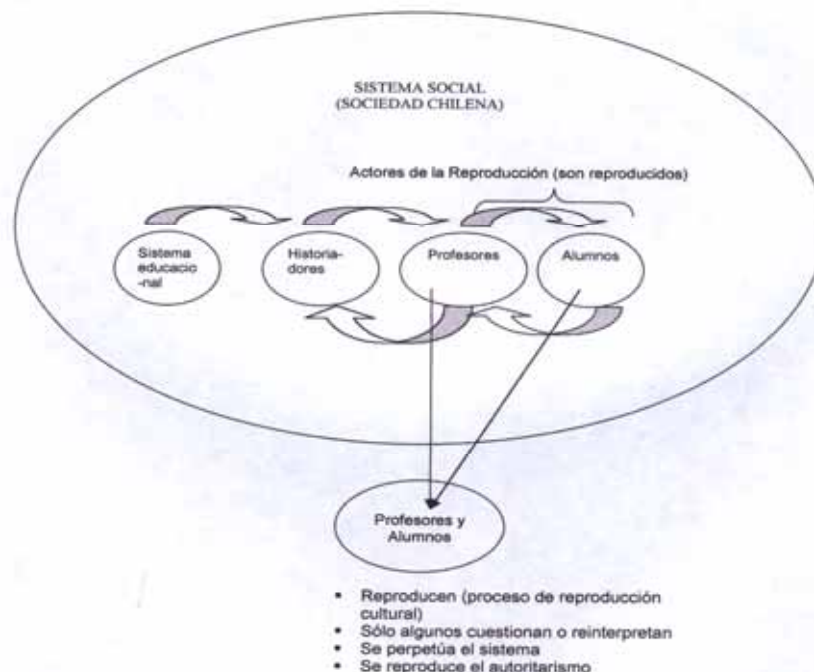 SISTEMA SOCIAL
(SOCIEDAD CHILENA)
Actores de la Reproducción (son reproducidos)
Sistema
educacio
-nal
Historia-
dores
Profesores
Alumnos
Profesores y
Alumnos
▪ Reproducen (proceso de reproducción
cultural)
▪ Sólo algunos cuestionan o reinterpretan
▪ Se perpetúa el sistema
▪ Se reproduce el autoritarismo